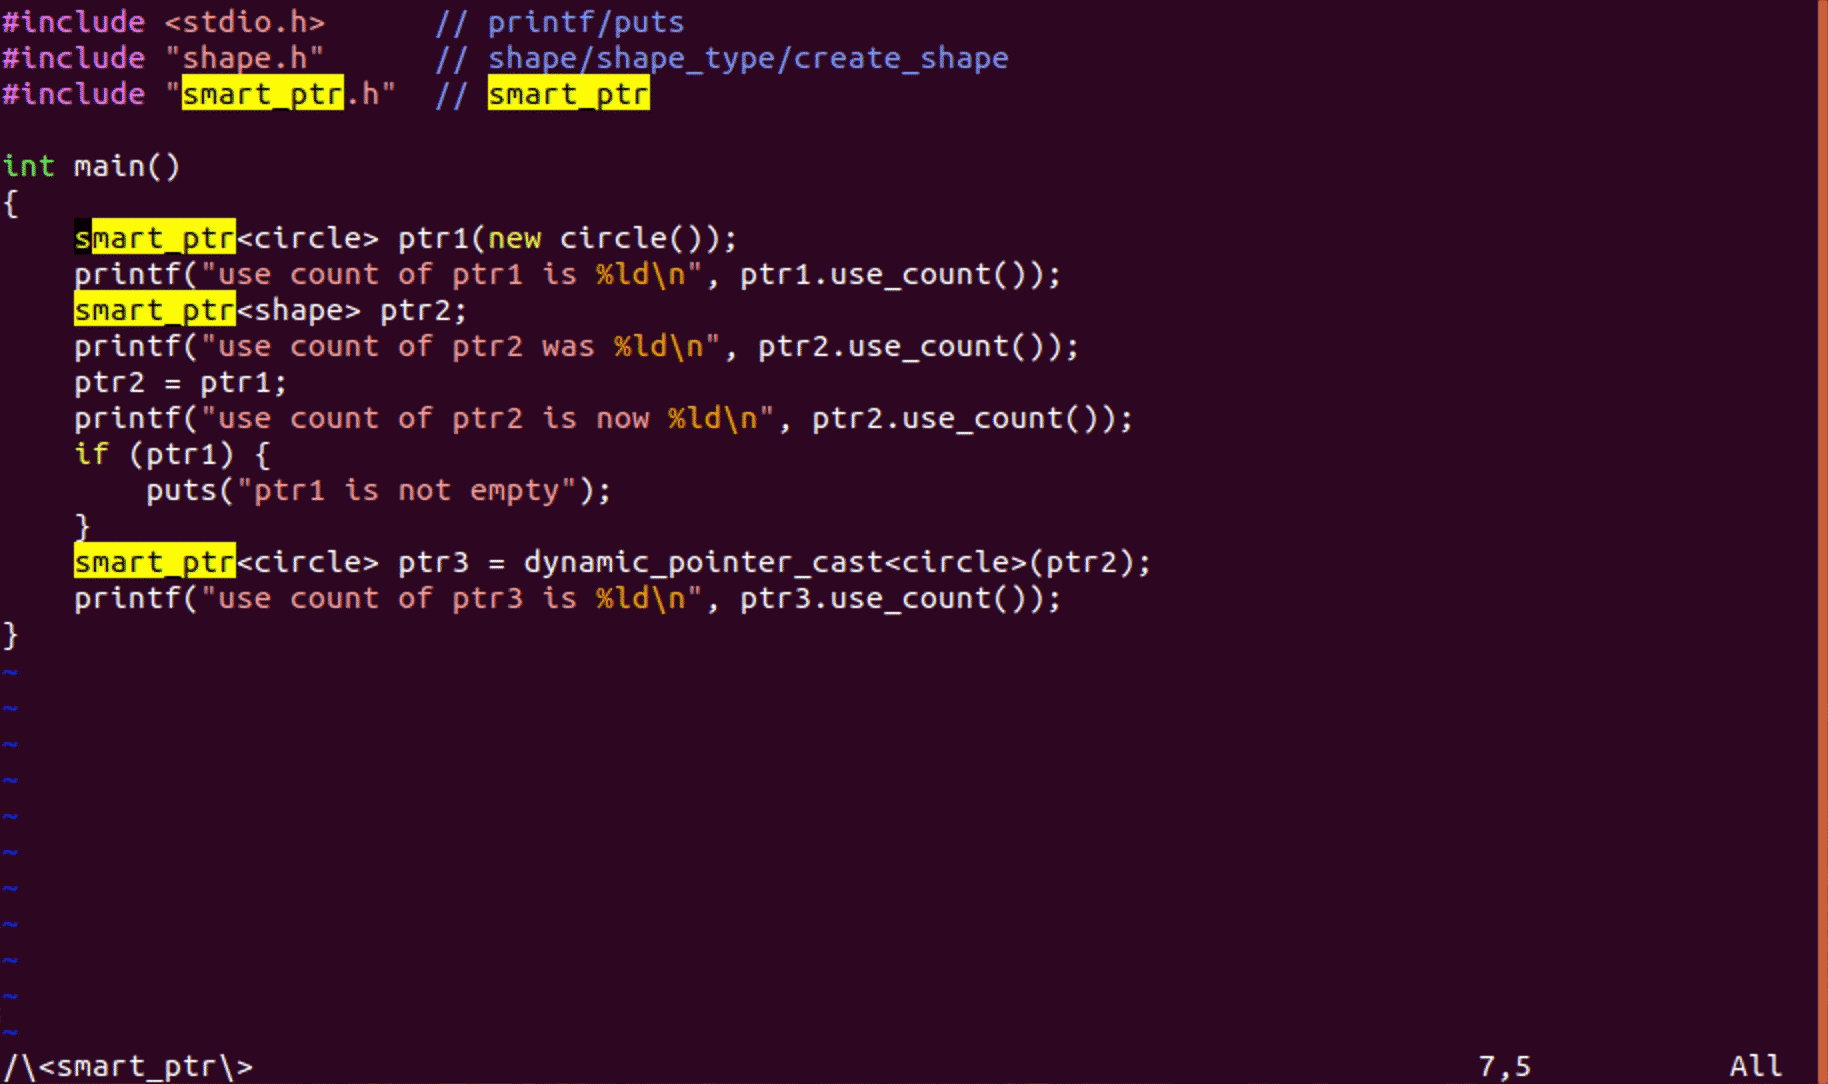 #include <stdio.h>      // printf/puts
#include "shape.h"      // shape/shape_type/create_shape
#include "smart_ptr.h"  // smart_ptr

int main()
{
    smart_ptr<circle> ptr1(new circle());
    printf("use count of ptr1 is %ld\n", ptr1.use_count());
    smart_ptr<shape> ptr2;
    printf("use count of ptr2 was %ld\n", ptr2.use_count());
    ptr2 = ptr1;
    printf("use count of ptr2 is now %ld\n", ptr2.use_count());
    if (ptr1) {
        puts("ptr1 is not empty");
    }
    smart_ptr<circle> ptr3 = dynamic_pointer_cast<circle>(ptr2);
    printf("use count of ptr3 is %ld\n", ptr3.use_count());
}
~
~
~
~
~
~
~
~
~
~
~
/\<smart_ptr\> 7,5 All